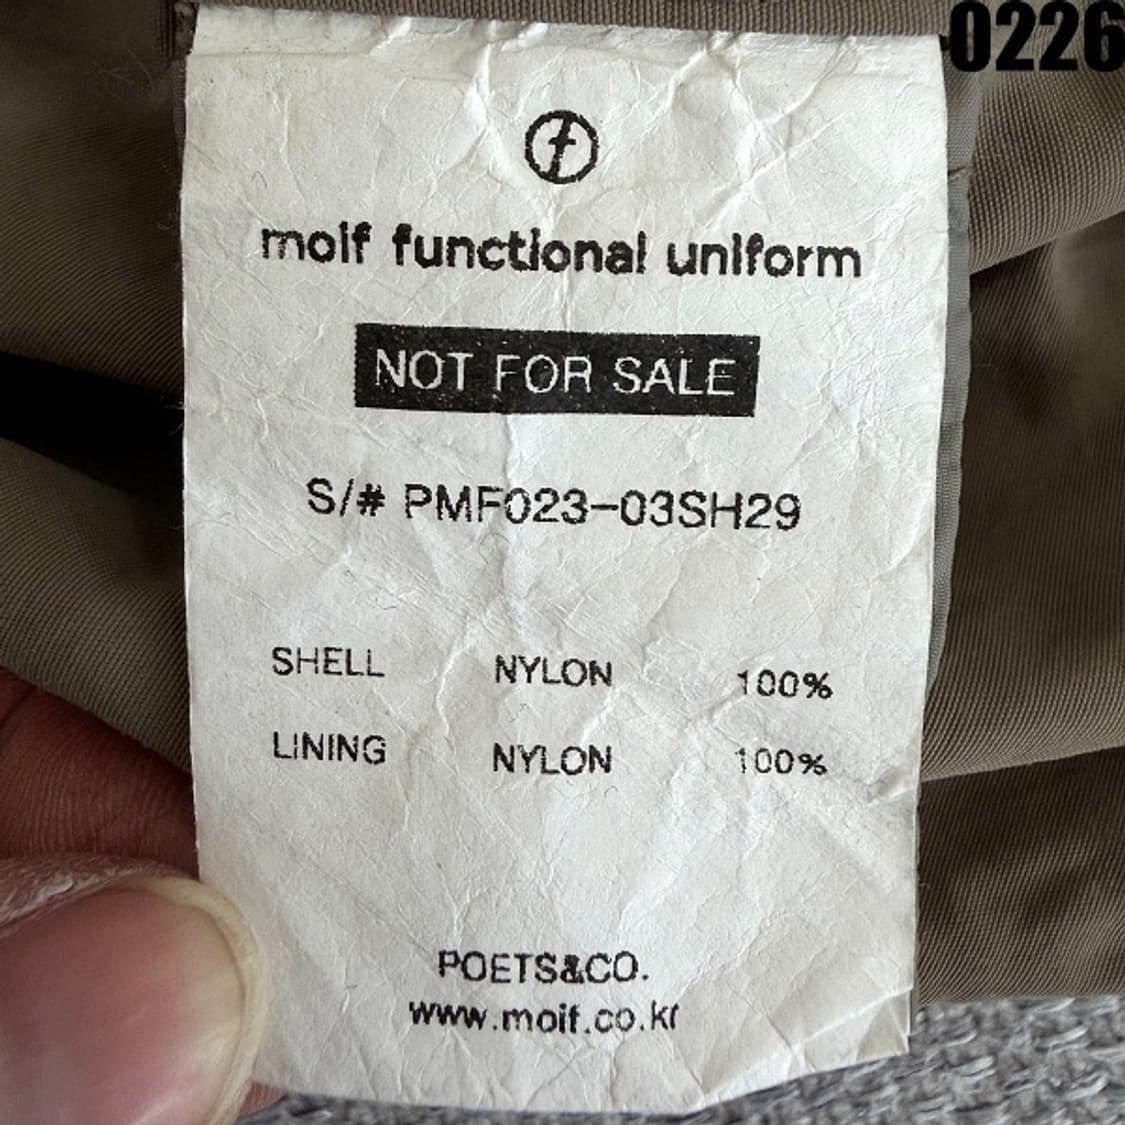 0226
f
moif functional uniform
NOT FOR SALE
S/# PMF023-03SH29
SHELL NYLON 100%
LINING NYLON 100%
POETS&CO.
www.moif.co.kr